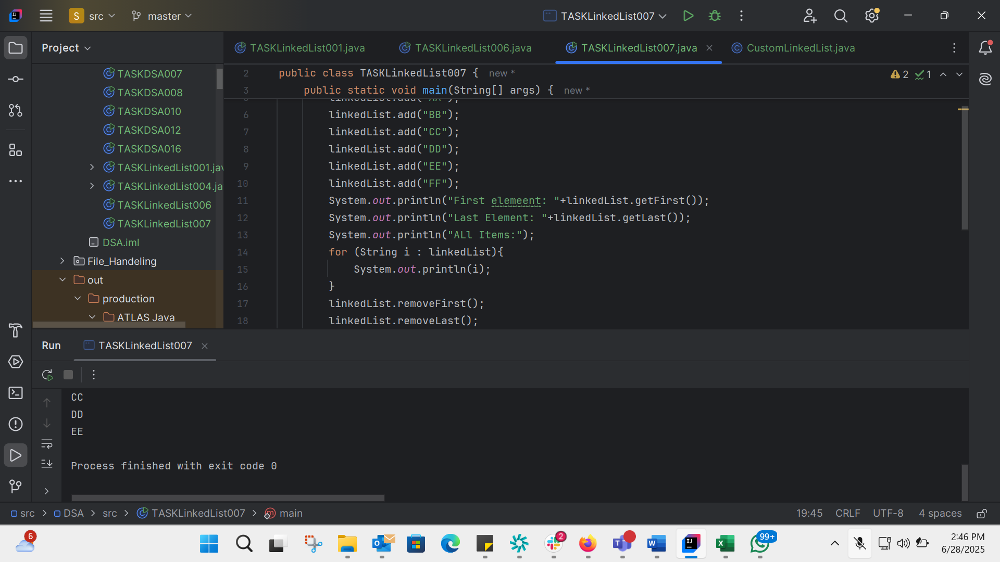 S src master TASKLinkedList007
Project
TASKLinkedList001.java TASKLinkedList006.java TASKLinkedList007.java CustomLinkedList.java
TASKDSA007
TASKDSA008
TASKDSA010
TASKDSA012
TASKDSA016
TASKLinkedList001.jav
TASKLinkedList004.ja
TASKLinkedList006
TASKLinkedList007
DSA.iml
File_Handeling
out
production
ATLAS Java
2 public class TASKLinkedList007 { new *
2 1
3 public static void main(String[] args) { new *
linkedList.add("AA");
6 linkedList.add("BB");
7 linkedList.add("CC");
8 linkedList.add("DD");
9 linkedList.add("EE");
10 linkedList.add("FF");
11 System.out.println("First elemeent: "+linkedList.getFirst());
12 System.out.println("Last Element: "+linkedList.getLast());
13 System.out.println("ALl Items:");
14 for (String i : linkedList){
15 System.out.println(i);
16 }
17 linkedList.removeFirst();
18 linkedList.removeLast();
Run TASKLinkedList007
CC
DD
EE
Process finished with exit code 0
src > DSA > src > TASKLinkedList007 > main
19:45 CRLF UTF-8 4 spaces
6
2
99+
2:46 PM
6/28/2025